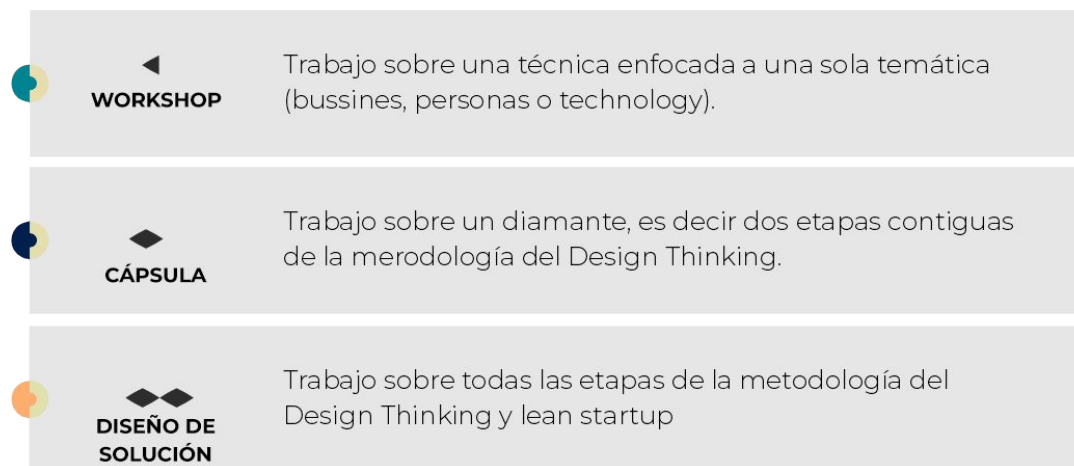 WORKSHOP
Trabajo sobre una técnica enfocada a una sola temática
(bussines, personas o technology).
CÁPSULA
Trabajo sobre un diamante, es decir dos etapas contiguas
de la merodología del Design Thinking.
DISEÑO DE
SOLUCIÓN
Trabajo sobre todas las etapas de la metodología del
Design Thinking y lean startup